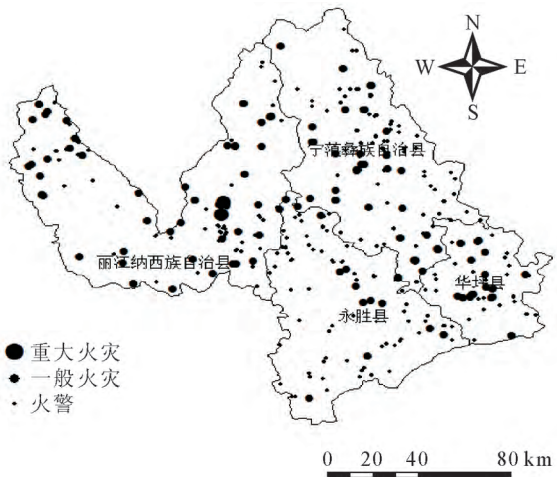 N
W E
S
宁蒗彝族自治县
丽江纳西族自治县
华坪县
永胜县
重大火灾
一般火灾
火警
0 20 40 80 km